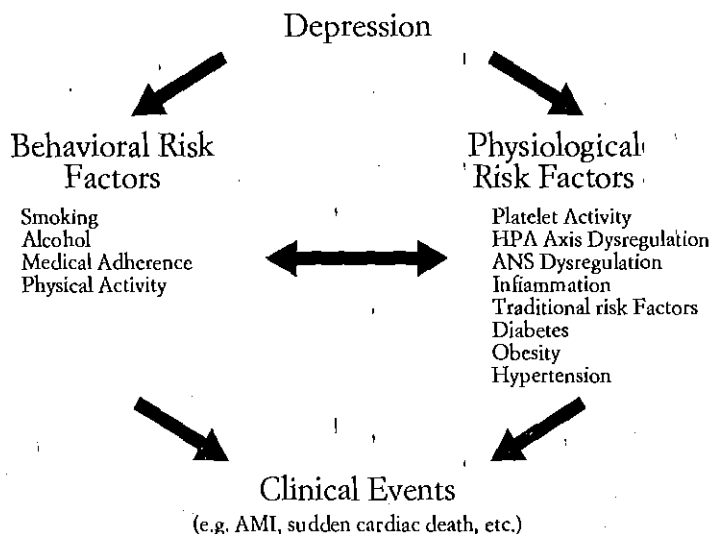 Depression
Behavioral Risk
Factors
Smoking
Alcohol
Medical Adherence
Physical Activity
Physiological
Risk Factors
Platelet Activity
HPA Axis Dysregulation
ANS Dysregulation
Infiammation
Traditional risk Factors
Diabetes
Obesity
Hypertension
Clinical Events
(e.g. AMI, sudden cardiac death, etc.)